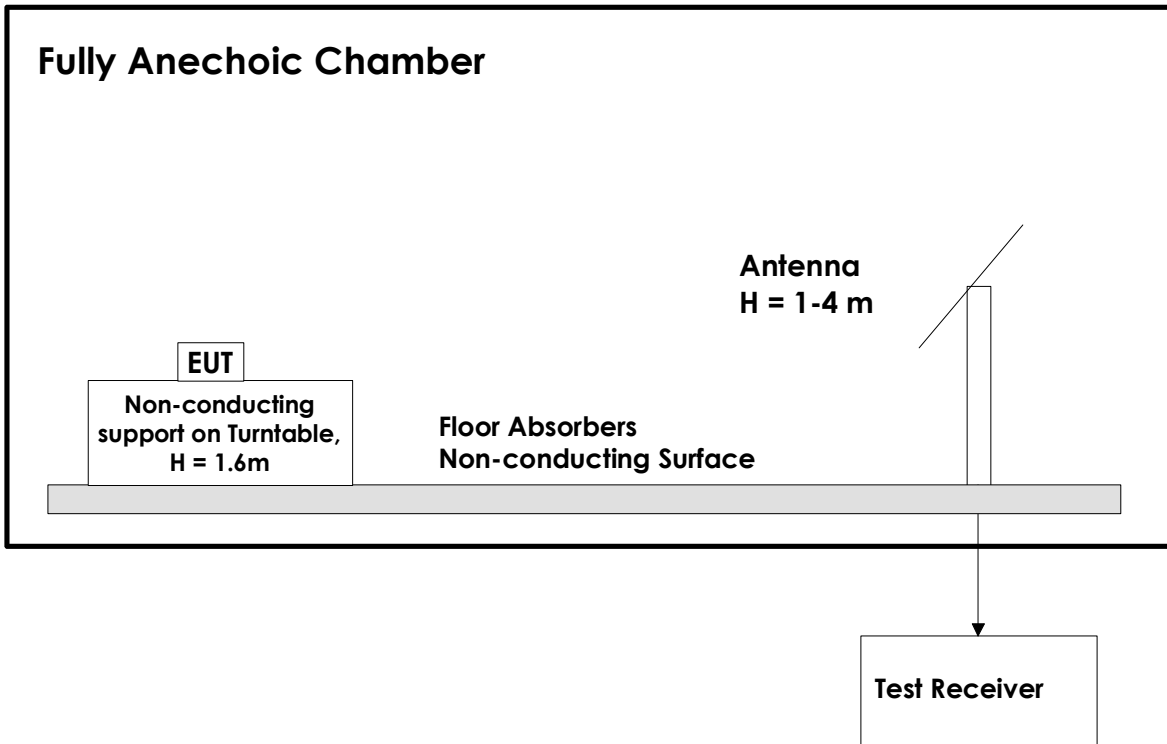 Fully Anechoic Chamber
Antenna
H = 1-4 m
EUT
Non-conducting
support on Turntable,
H = 1.6m
Floor Absorbers
Non-conducting Surface
Test Receiver